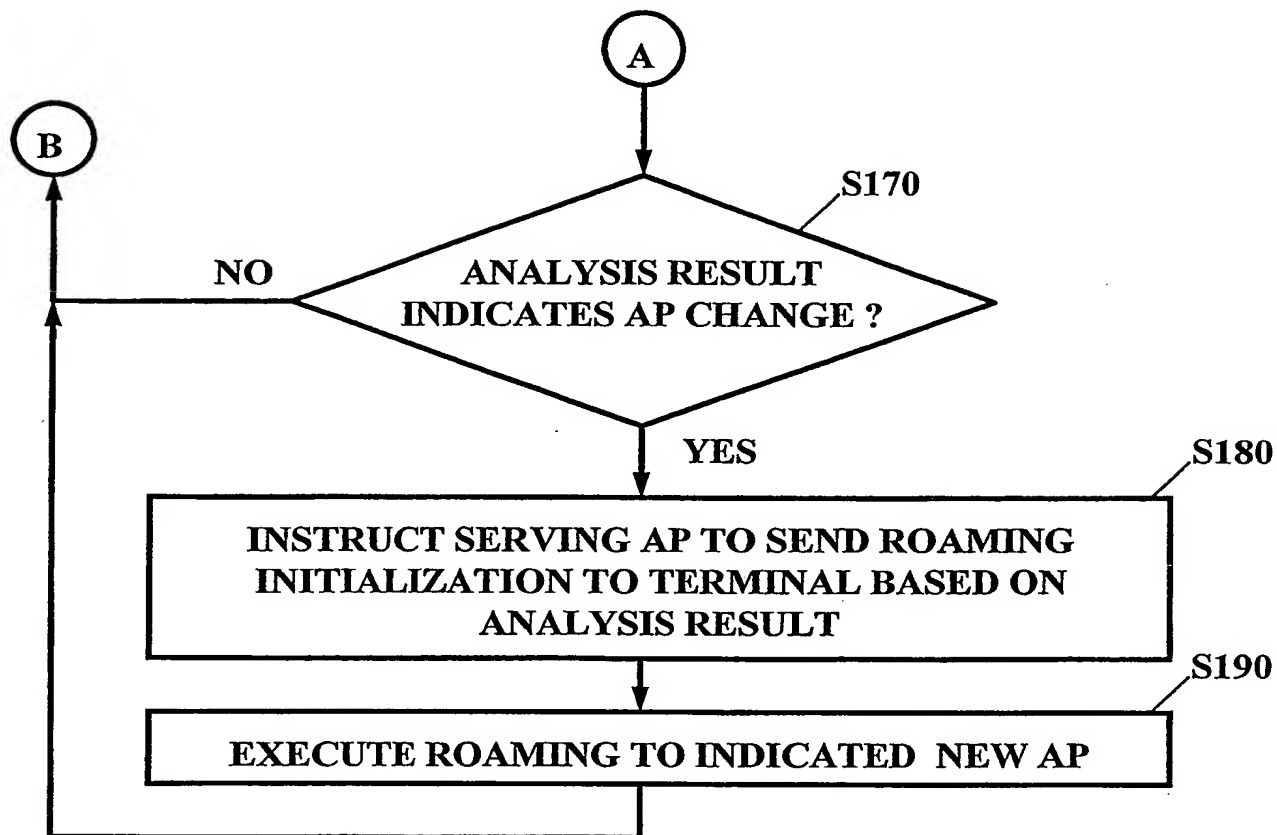 A
B
S170
NO
ANALYSIS RESULT
INDICATES AP CHANGE ?
YES
S180
INSTRUCT SERVING AP TO SEND ROAMING
INITIALIZATION TO TERMINAL BASED ON
ANALYSIS RESULT
S190
EXECUTE ROAMING TO INDICATED NEW AP